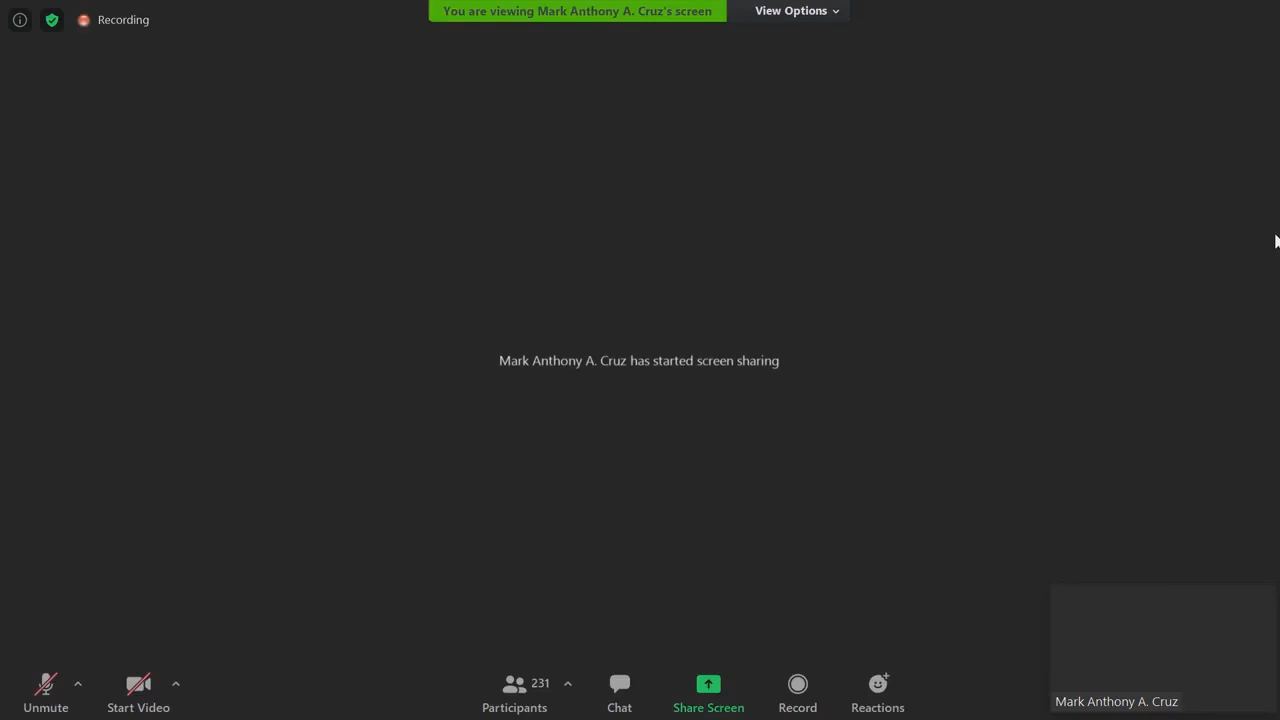 Recording
You are viewing Mark Anthony A. Cruz's screen
View Options
Mark Anthony A. Cruz has started screen sharing
Mark Anthony A. Cruz
Unmute
Start Video
231
Participants
Chat
Share Screen
Record
Reactions